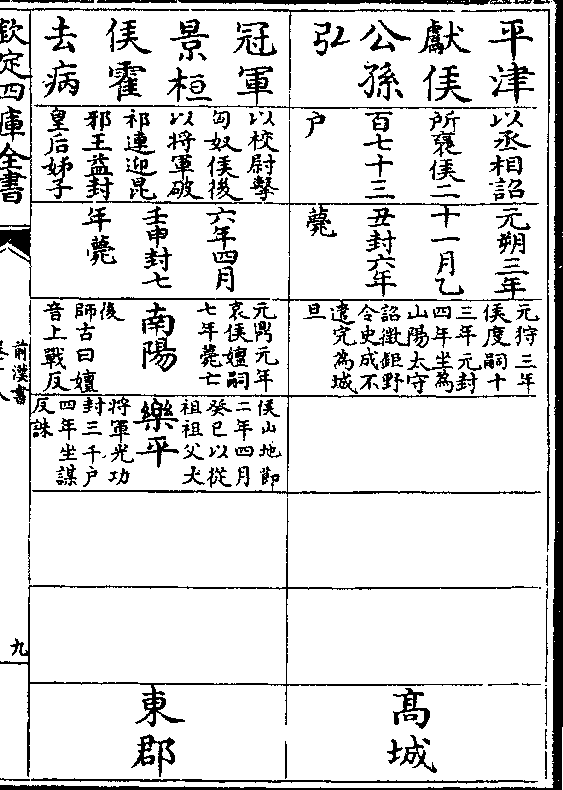 平津
獻侯
公孫
弘
以丞相詔
所襃侯二
百七十三
户
元朔三年
十一月乙
丑封六年
薨
元狩三年
侯度嗣十
三年元封
四年坐為
山陽太守
詔徵鉅野
令史成不
遣完為城
旦
髙城
冠軍
景桓
侯霍
去病
以校尉擊
匈奴侯後
以將軍破
祁連迎昆
邪王益封
皇后姊子
六年四月
壬申封七
年薨
元鼎元年
哀侯嬗嗣
七年薨亡
南陽
後
師古曰嬗
音上戰反
侯山地節
二年四月
癸巳以從
祖祖父大
樂平
將軍光功
封三千户
四年坐謀
反誅
東郡
欽定四庫全書
前漢書
九